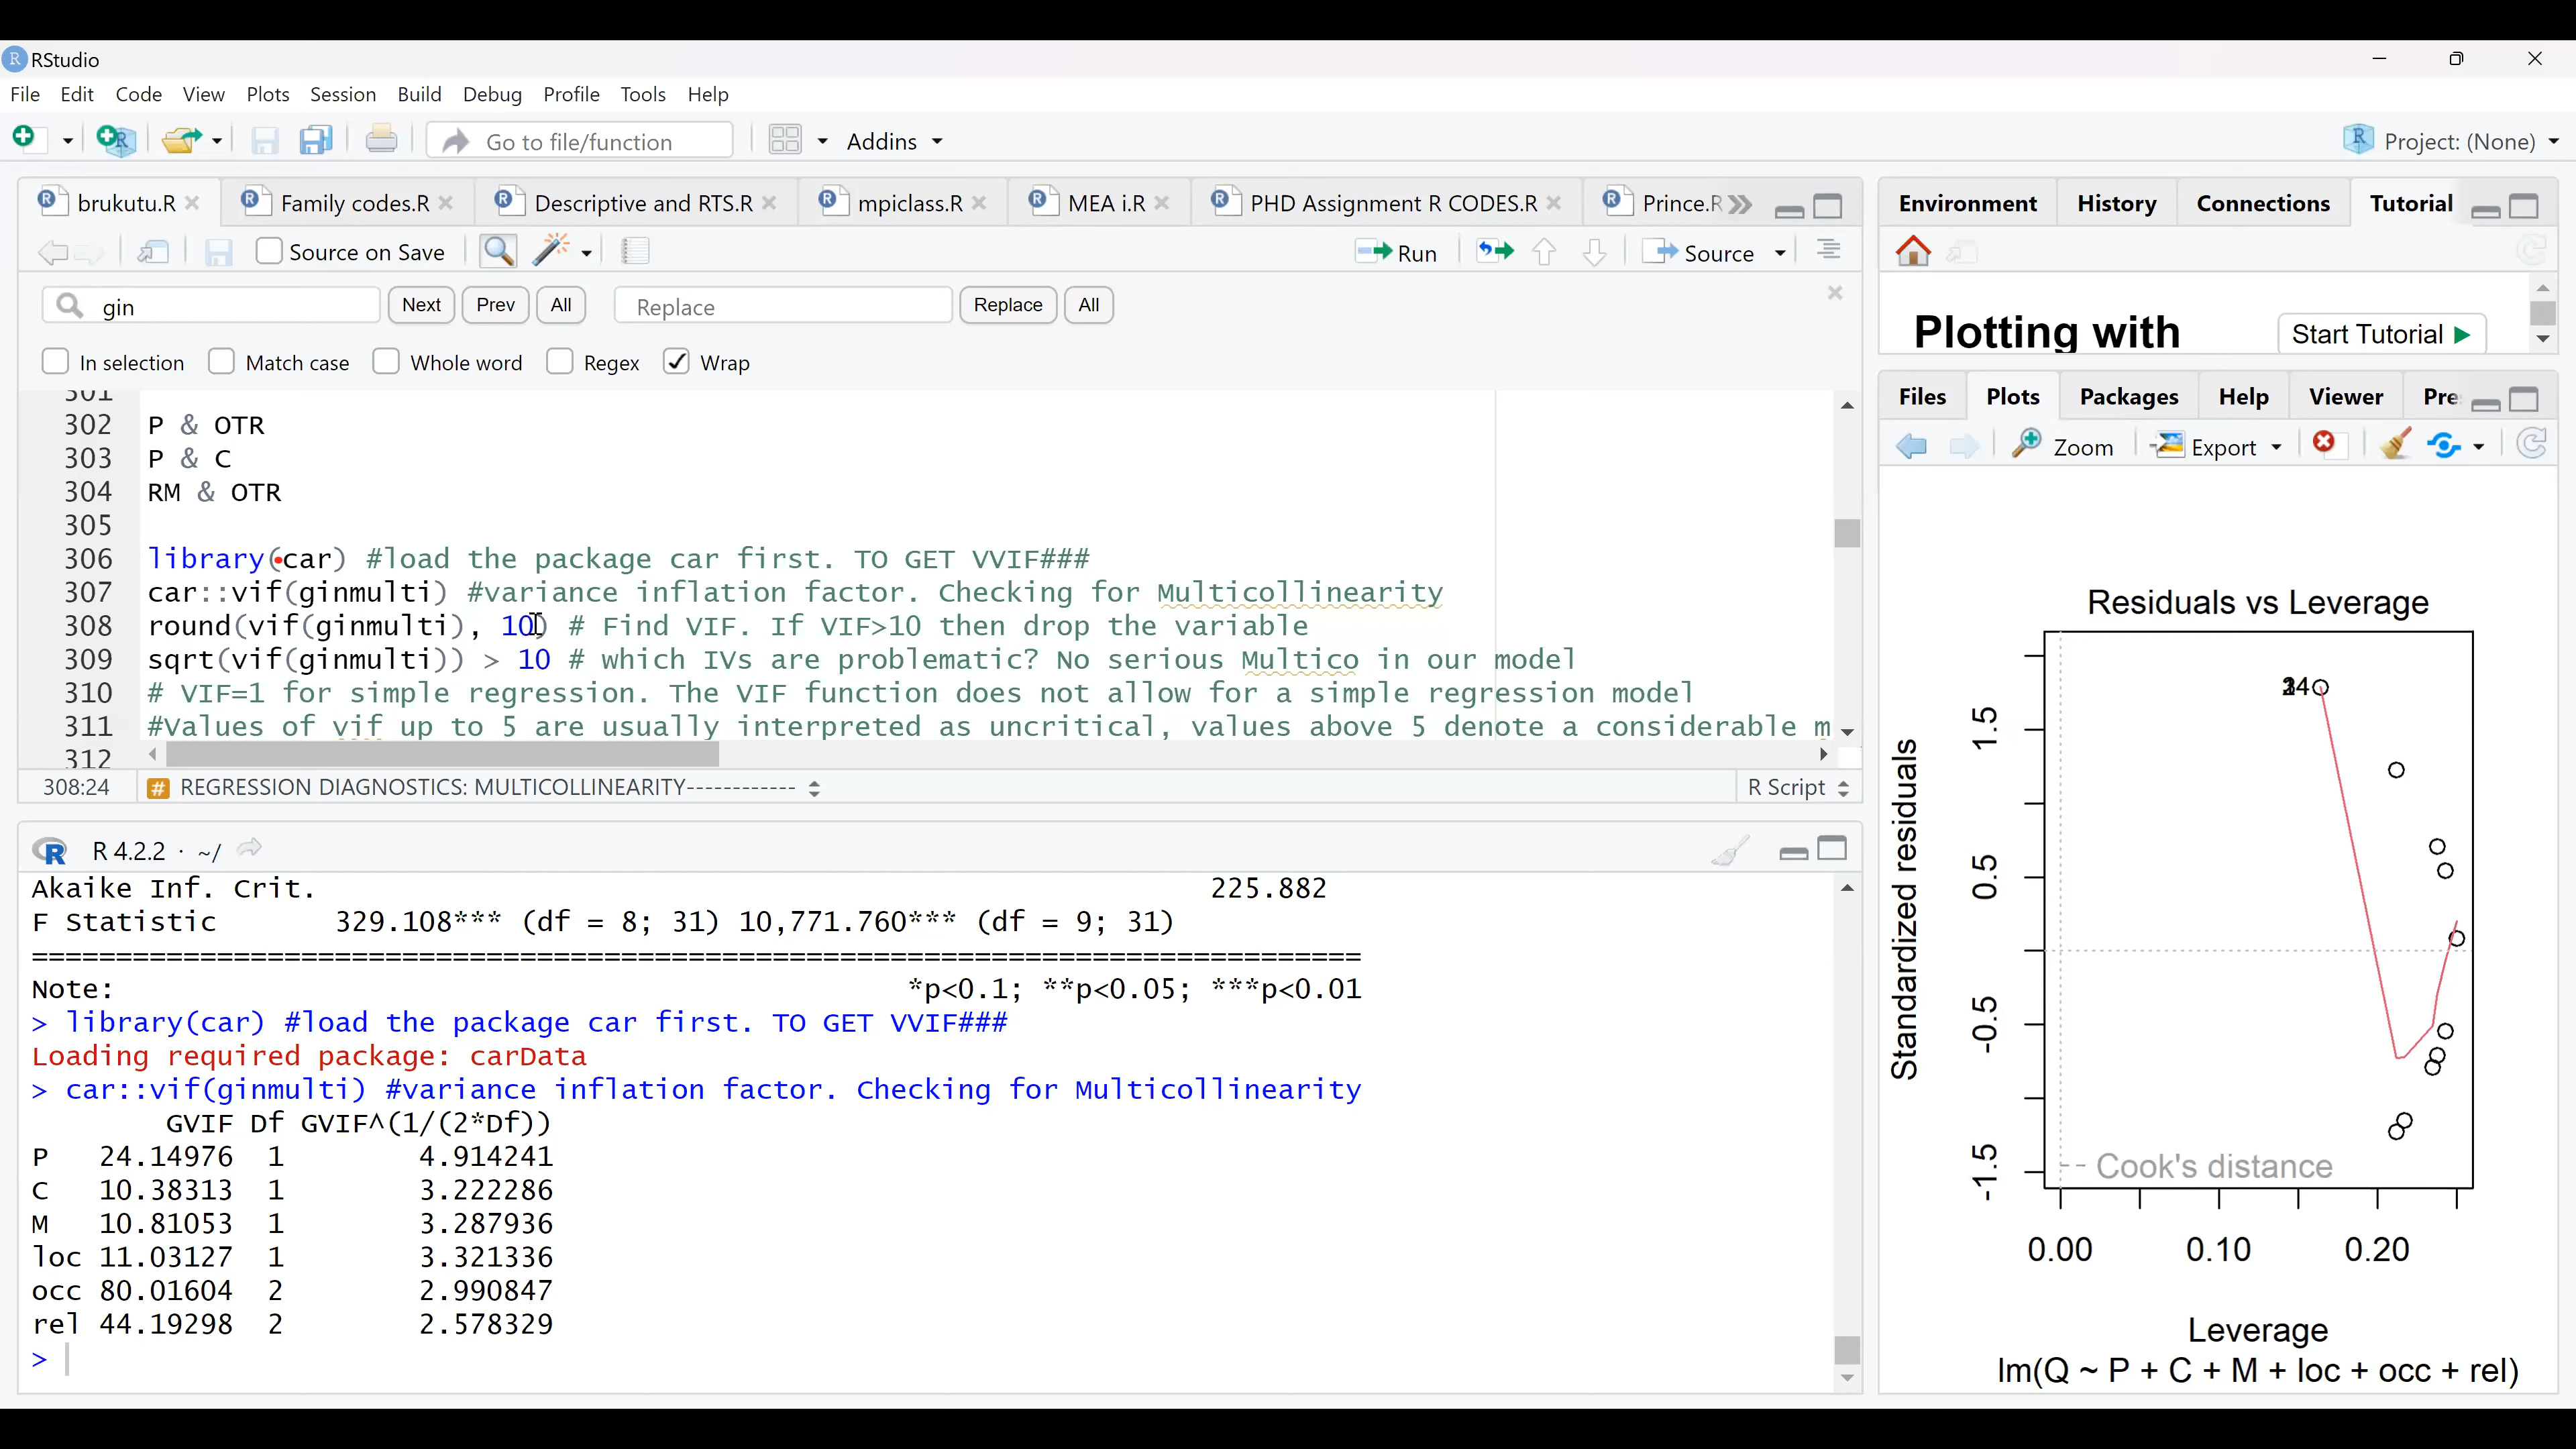 RStudio
File Edit Code View Plots Session Build Debug Profile Tools Help
Go to file/function Addins Project: (None)
brukutu.R Family codes.R Descriptive and RTS.R mpiclass.R MEA i.R PHD Assignment R CODES.R Prince.R
Source on Save Run Source
gin Next Prev All Replace Replace All
In selection Match case Whole word Regex Wrap
301
302 P & OTR
303 P & C
304 RM & OTR
305
306 library(car) #load the package car first. TO GET VVIF###
307 car::vif(ginmulti) #variance inflation factor. Checking for Multicollinearity
308 round(vif(ginmulti), 10) # Find VIF. If VIF>10 then drop the variable
309 sqrt(vif(ginmulti)) > 10 # which IVs are problematic? No serious Multico in our model
310 # VIF=1 for simple regression. The VIF function does not allow for a simple regression model
311 #Values of vif up to 5 are usually interpreted as uncritical, values above 5 denote a considerable m
312
308:24 # REGRESSION DIAGNOSTICS: MULTICOLLINEARITY------------ R Script
R 4.2.2 · ~/
Akaike Inf. Crit. 225.882
F Statistic 329.108*** (df = 8; 31) 10,771.760*** (df = 9; 31)
===============================================================================
Note: *p<0.1; **p<0.05; ***p<0.01
> library(car) #load the package car first. TO GET VVIF###
Loading required package: carData
> car::vif(ginmulti) #variance inflation factor. Checking for Multicollinearity
GVIF Df GVIF^(1/(2*Df))
P 24.14976 1 4.914241
C 10.38313 1 3.222286
M 10.81053 1 3.287936
loc 11.03127 1 3.321336
occ 80.01604 2 2.990847
rel 44.19298 2 2.578329
>
Environment History Connections Tutorial
Plotting with Start Tutorial
Files Plots Packages Help Viewer Pre
Zoom Export
Residuals vs Leverage
Standardized residuals
1.5
0.5
-0.5
-1.5
Cook's distance
0.00 0.10 0.20
Leverage
lm(Q ~ P + C + M + loc + occ + rel)